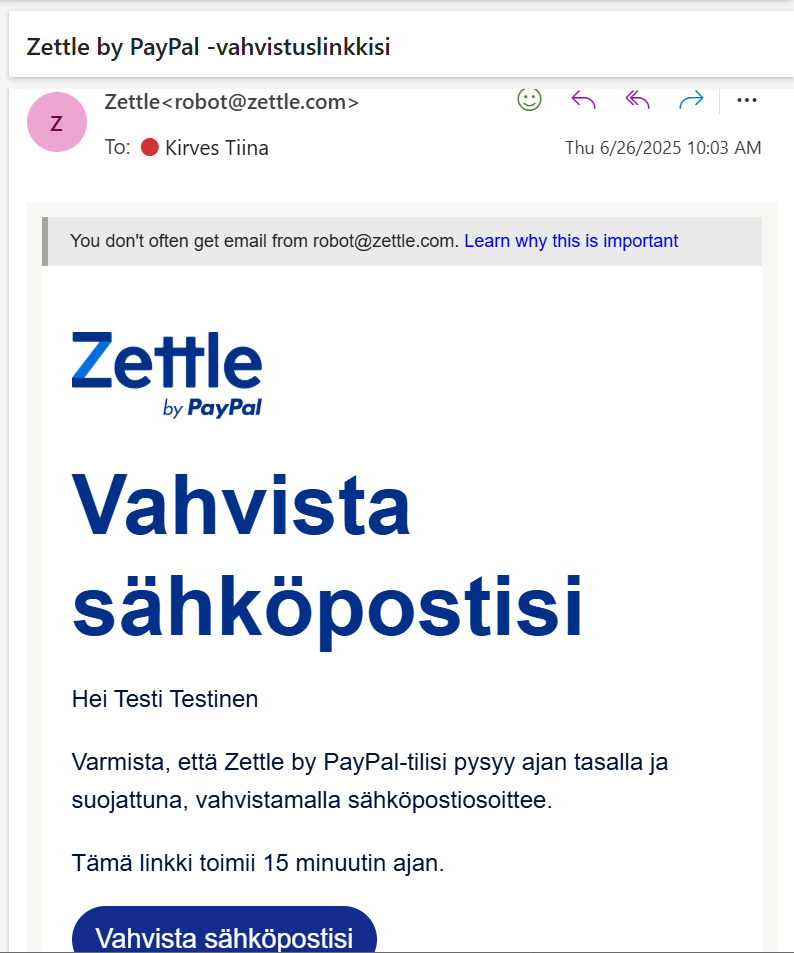 Zettle by PayPal -vahvistuslinkkisi
Z
Zettle<robot@zettle.com>
To: Kirves Tiina
Thu 6/26/2025 10:03 AM
You don't often get email from robot@zettle.com. Learn why this is important
Zettle
by PayPal
Vahvista
sähköpostisi
Hei Testi Testinen
Varmista, että Zettle by PayPal-tilisi pysyy ajan tasalla ja
suojattuna, vahvistamalla sähköpostiosoittee.
Tämä linkki toimii 15 minuutin ajan.
Vahvista sähköpostisi